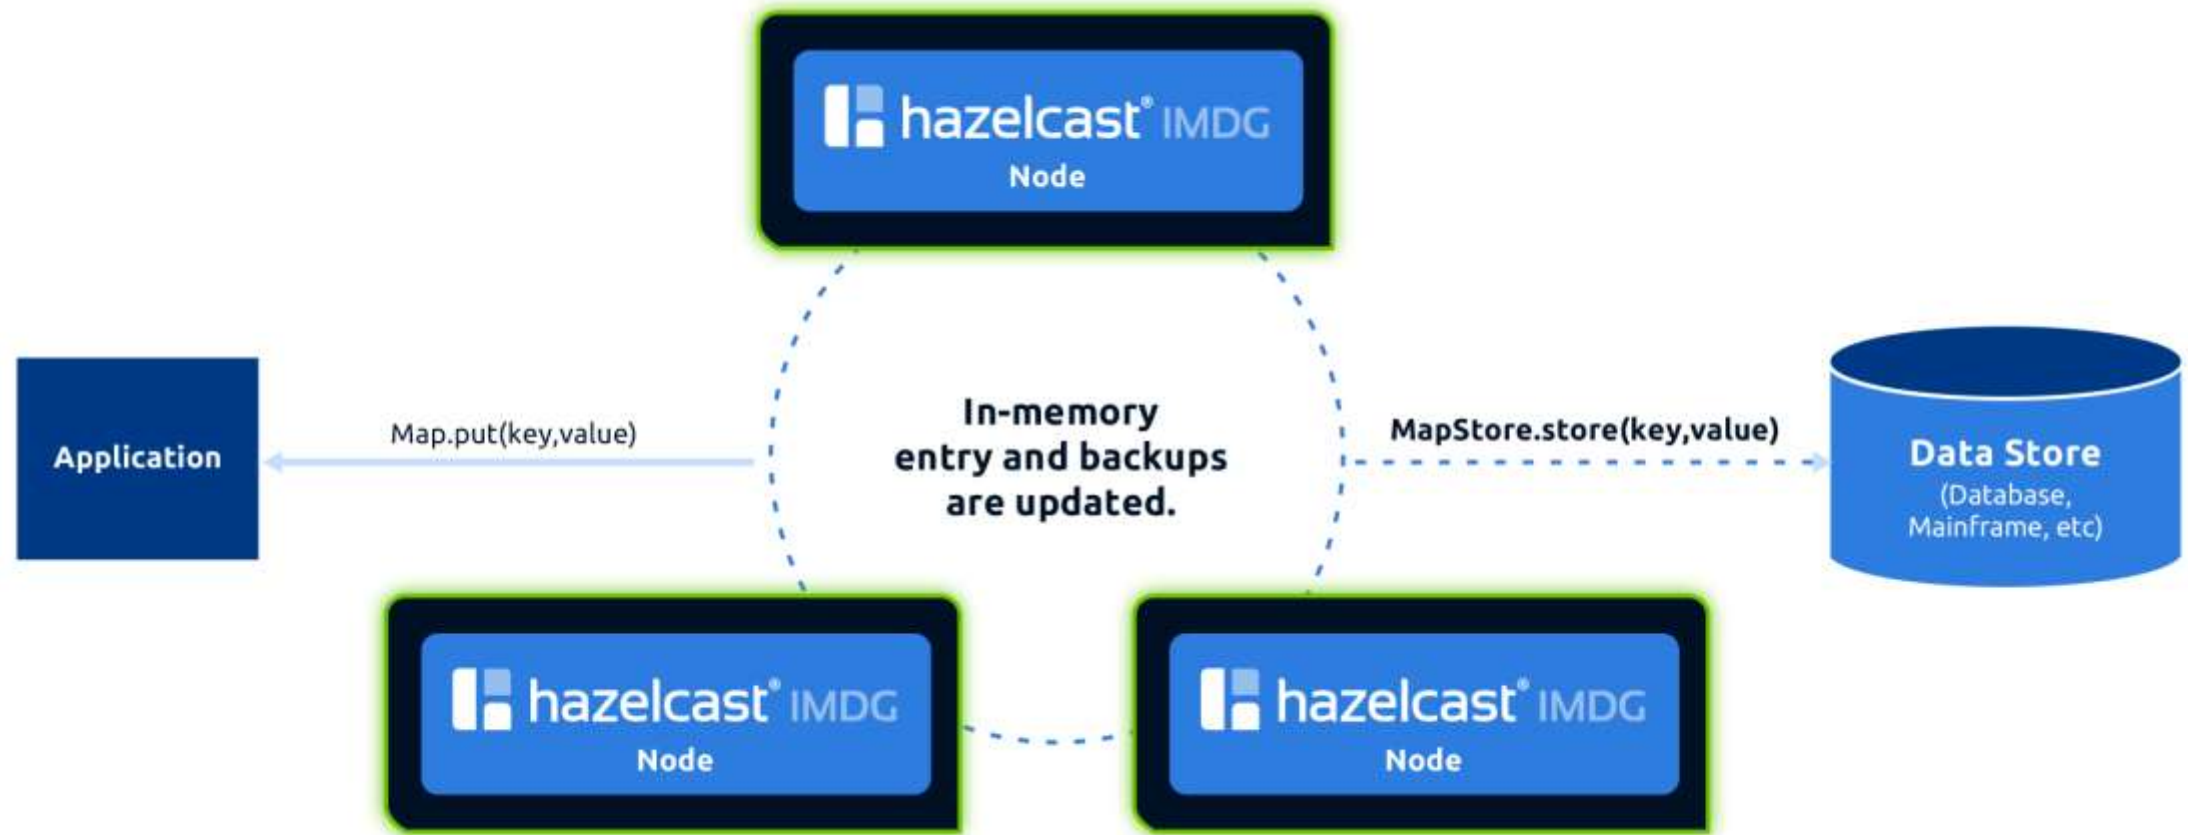 hazelcast® IMDG
Node
Application
Map.put(key,value)
In-memory
entry and backups
are updated.
MapStore.store(key,value)
Data Store
(Database,
Mainframe, etc)
hazelcast® IMDG
Node
hazelcast® IMDG
Node